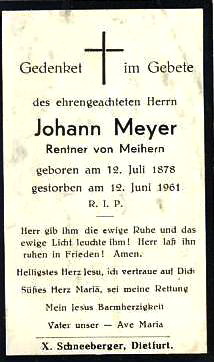 Gedenket im Gebete
des ehrengeachteten Herrn
Johann Meyer
Rentner von Meihern
geboren am 12. Juli 1878
gestorben am 12. Juni 1961
R. I. P.
Herr gib ihm die ewige Ruhe und das
ewige Licht leuchte ihm! Herr laß ihn
ruhen in Frieden! Amen.
Heiligstes Herz Jesu, ich vertraue auf Dich
Süßes Herz Mariä, sei meine Rettung
Mein Jesus Barmherzigkeit
Vater unser — Ave Maria
X. Schneeberger, Dietfurt.